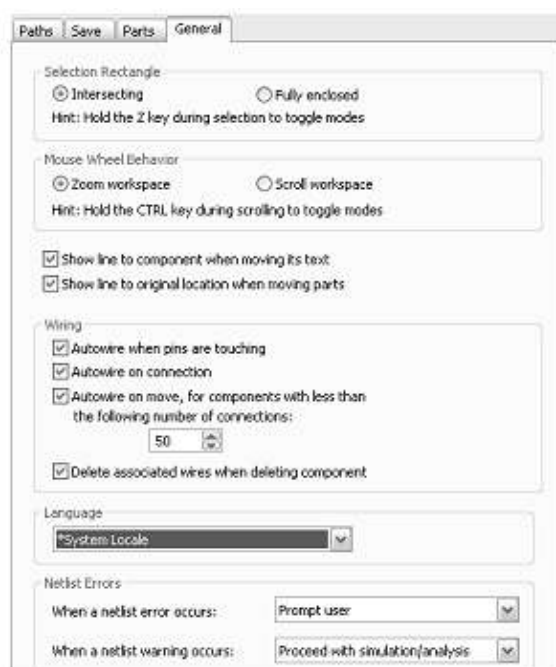 Paths Save Parts General
Selection Rectangle
Intersecting Fully enclosed
Hint: Hold the Z key during selection to toggle modes
Mouse Wheel Behavior
Zoom workspace Scroll workspace
Hint: Hold the CTRL key during scrolling to toggle modes
Show line to component when moving its text
Show line to original location when moving parts
Wiring
Autowire when pins are touching
Autowire on connection
Autowire on move, for components with less than
the following number of connections:
50
Delete associated wires when deleting component
Language
*System Locale
Netlist Errors
When a netlist error occurs: Prompt user
When a netlist warning occurs: Proceed with simulation/analysis